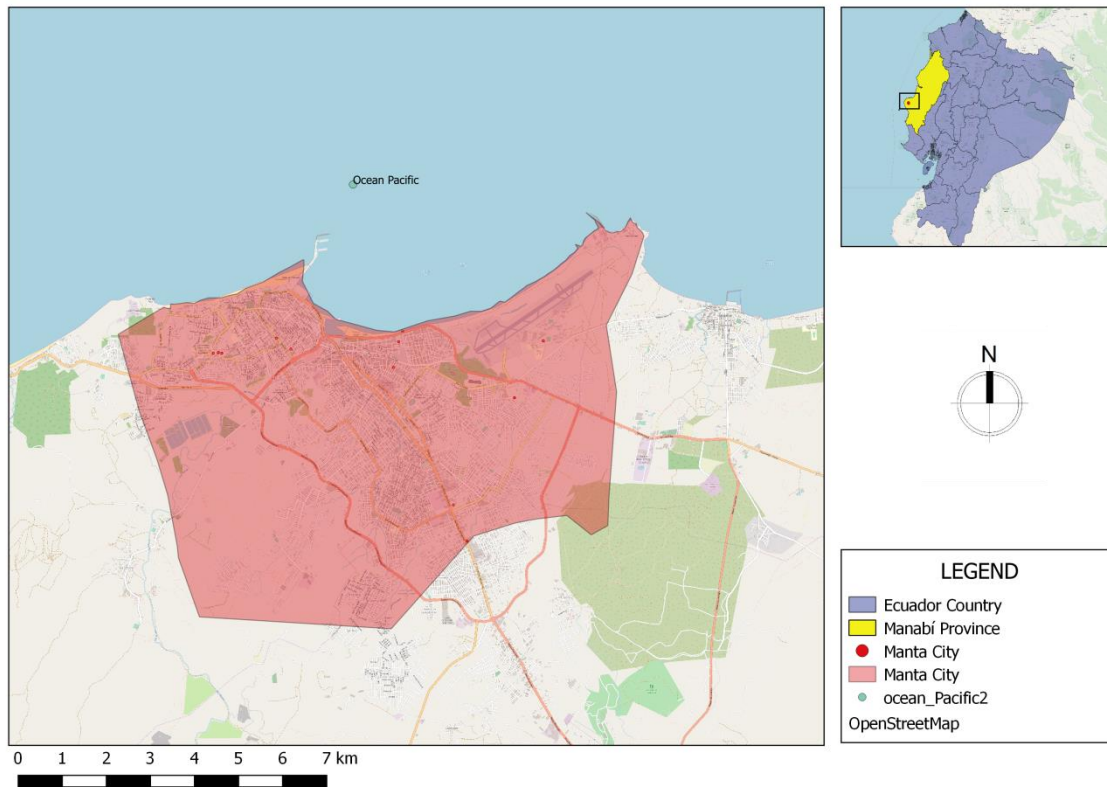 Ocean Pacific
N
LEGEND
Ecuador Country
Manabí Province
Manta City
Manta City
ocean_Pacific2
OpenStreetMap
0 1 2 3 4 5 6 7 km